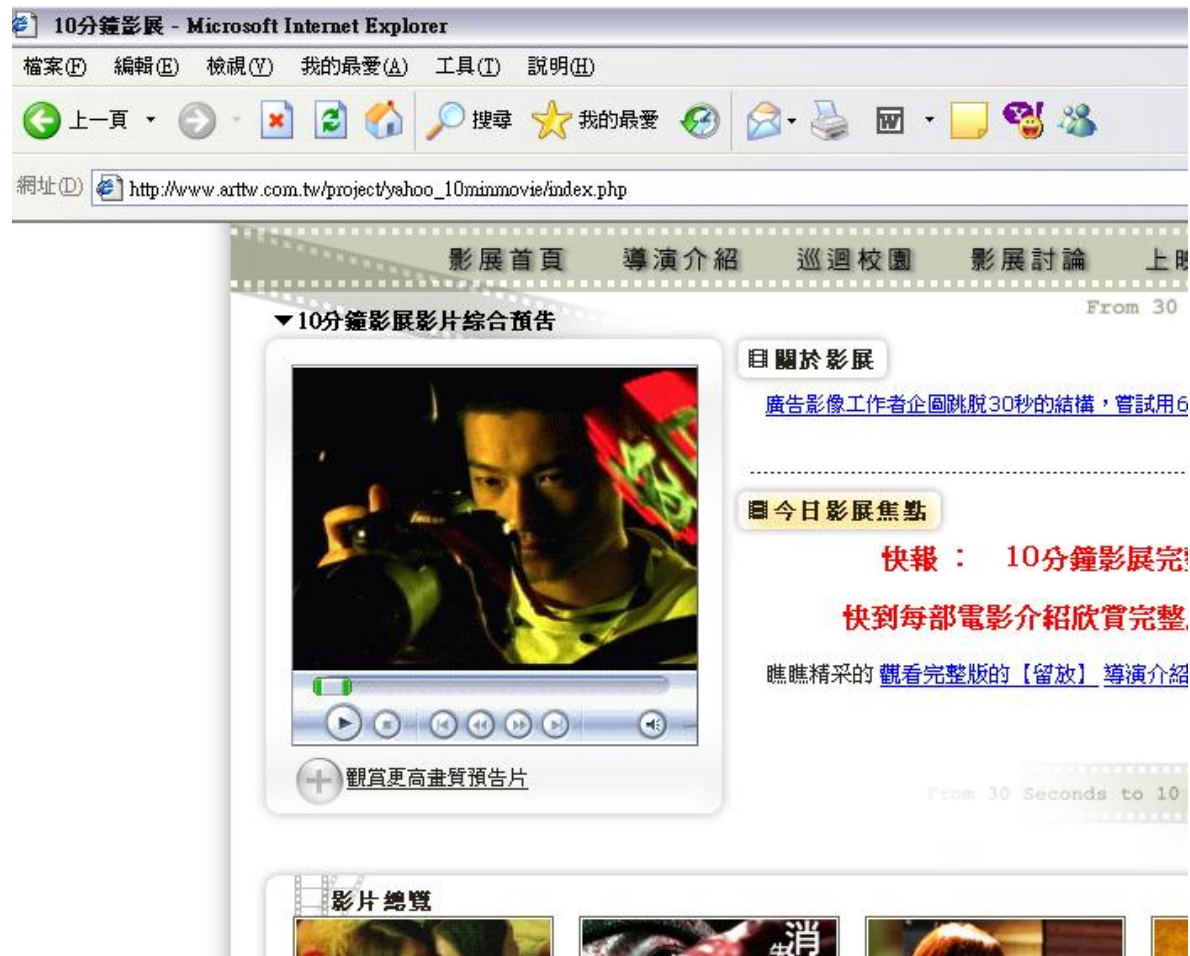 10分鐘影展 - Microsoft Internet Explorer
檔案(F) 編輯(E) 檢視(V) 我的最愛(A) 工具(T) 說明(H)
上一頁 搜尋 我的最愛
網址(D) http://www.arttw.com.tw/project/yahoo_10minmovie/index.php
影展首頁 導演介紹 巡迴校園 影展討論 上映
From 30
10分鐘影展影片綜合預告
關於影展
廣告影像工作者企圖跳脫30秒的結構,嘗試用6
今日影展焦點
快報 : 10分鐘影展完整
快到每部電影介紹欣賞完整
瞧瞧精采的 觀看完整版的【留放】 導演介紹
觀賞更高畫質預告片
From 30 Seconds to 10
影片總覽
消失